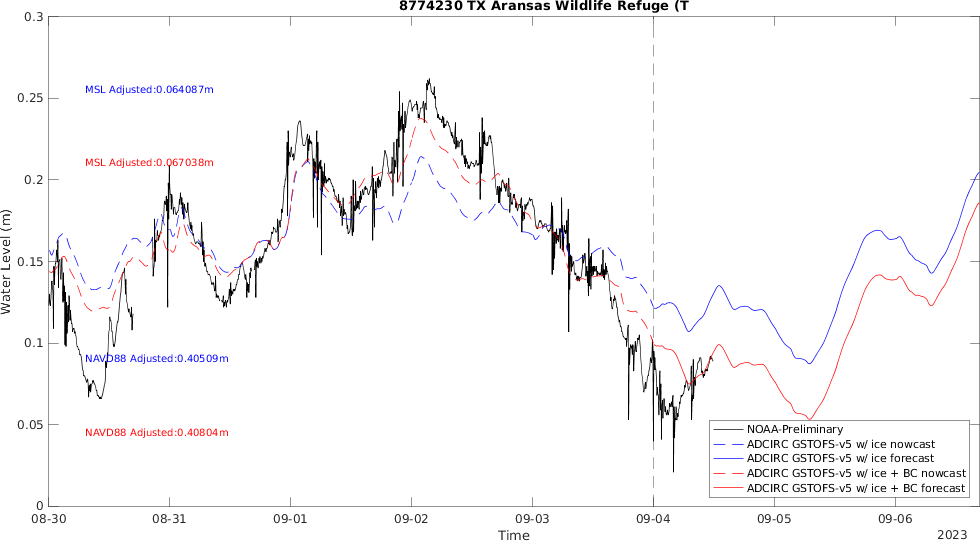 8774230 TX Aransas Wildlife Refuge (T
0.3
0.25
0.2
0.15
0.1
0.05
0
Water Level (m)
MSL Adjusted:0.064087m
MSL Adjusted:0.067038m
NAVD88 Adjusted:0.40509m
NAVD88 Adjusted:0.40804m
NOAA-Preliminary
ADCIRC GSTOFS-v5 w/ ice nowcast
ADCIRC GSTOFS-v5 w/ ice forecast
ADCIRC GSTOFS-v5 w/ ice + BC nowcast
ADCIRC GSTOFS-v5 w/ ice + BC forecast
08-30 08-31 09-01 09-02 09-03 09-04 09-05 09-06
Time
2023